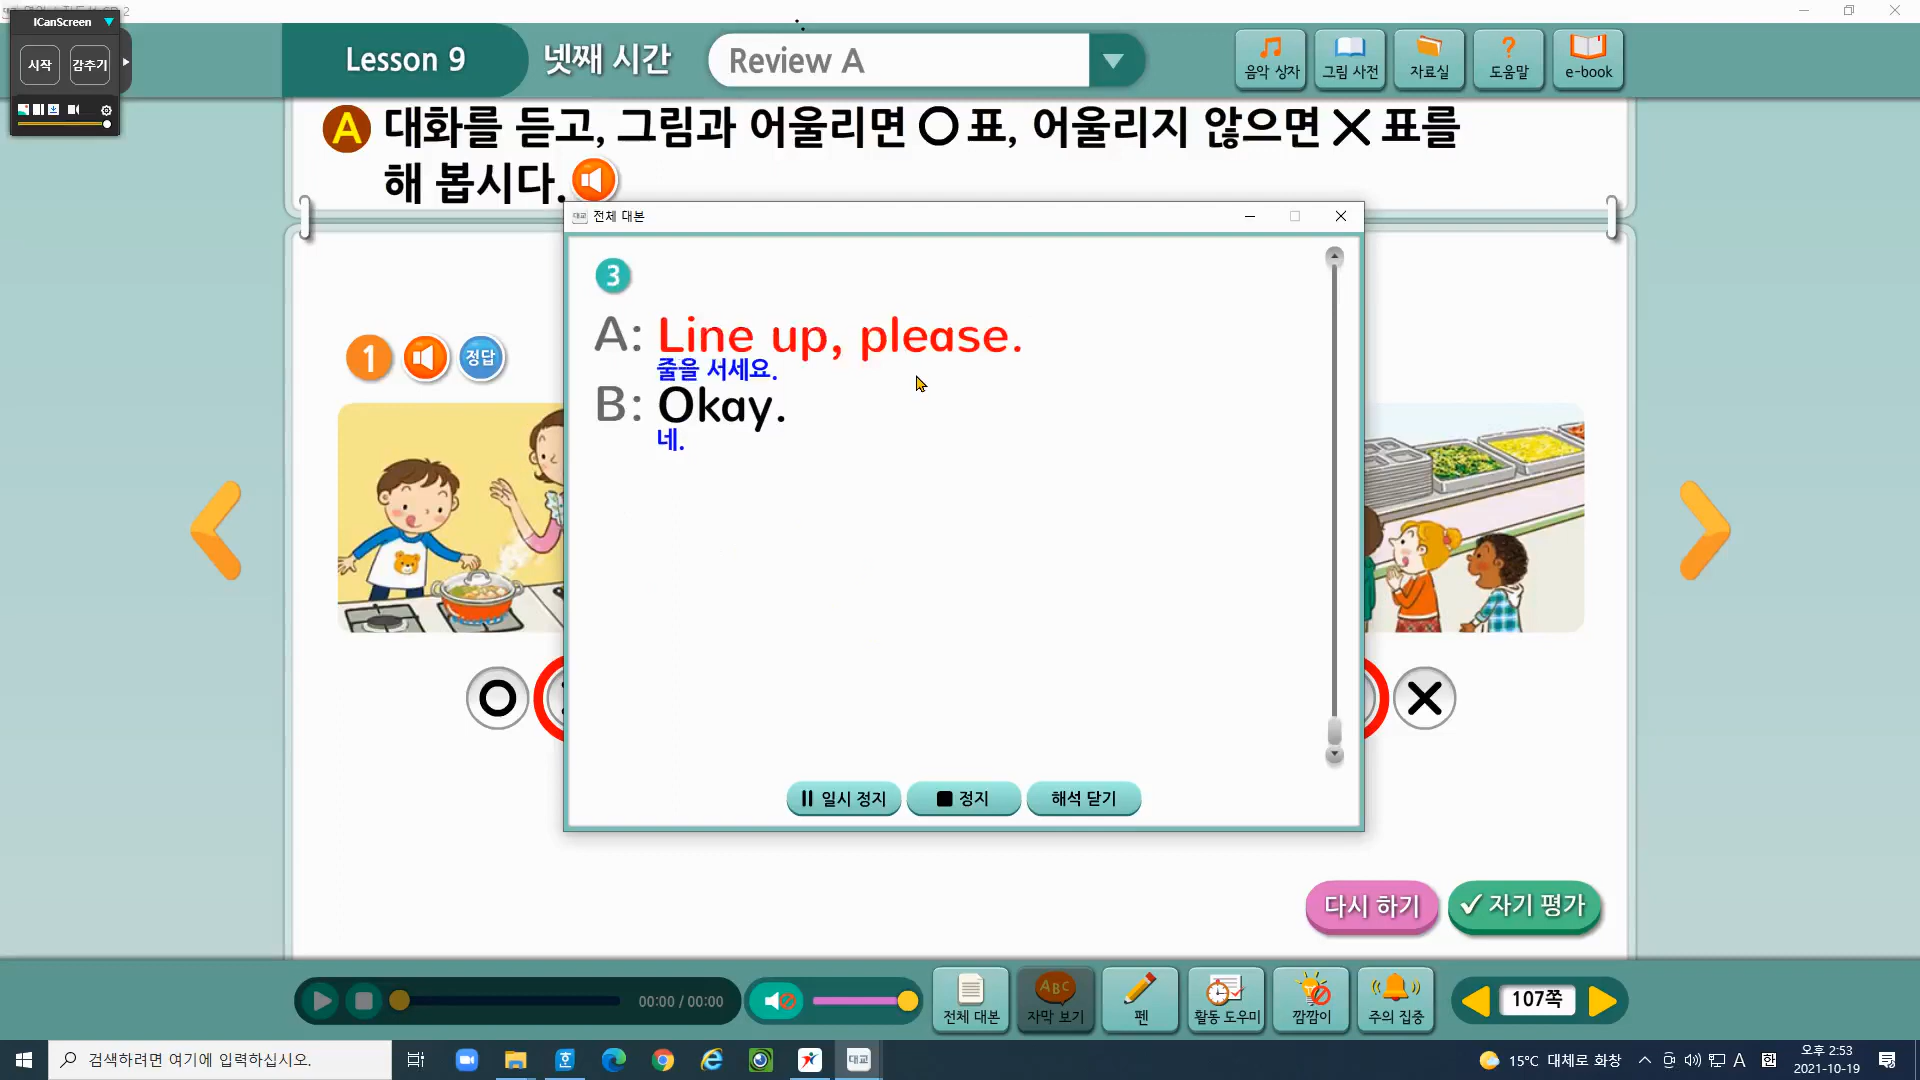 ICanScreen
시작
감추기
Lesson 9
넷째 시간
Review A
음악 상자
그림 사전
자료실
도움말
e-book
A 대화를 듣고, 그림과 어울리면 O 표, 어울리지 않으면 X 표를
해 봅시다.
대교 전체 대본
3
A: Line up, please.
줄을 서세요.
B: Okay.
네.
1
정답
일시 정지
정지
해석 닫기
다시 하기
자기 평가
00:00 / 00:00
전체 대본
ABC
자막 보기
펜
활동 도우미
깜깜이
주의 집중
107쪽
검색하려면 여기에 입력하십시오.
호
대교
15°C 대체로 화창
A
한
오후 2:53
2021-10-19